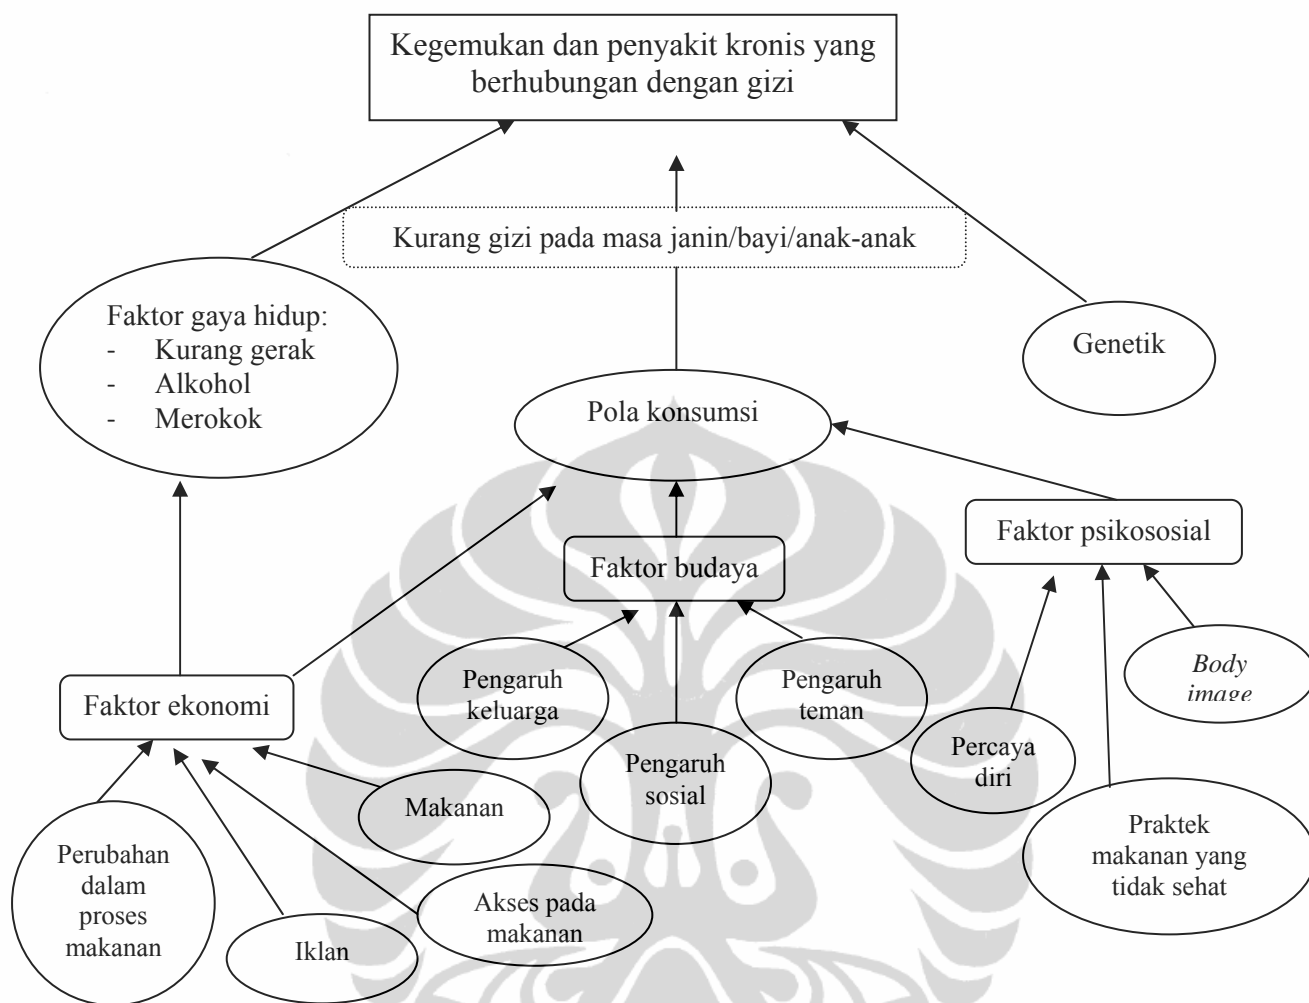 Kegemukan dan penyakit kronis yang
berhubungan dengan gizi
Kurang gizi pada masa janin/bayi/anak-anak
Faktor gaya hidup:
- Kurang gerak
- Alkohol
- Merokok
Genetik
Pola konsumsi
Faktor psikososial
Faktor budaya
Faktor ekonomi
Pengaruh
keluarga
Pengaruh
sosial
Pengaruh
teman
Body
image
Percaya
diri
Praktek
makanan yang
tidak sehat
Makanan
Perubahan
dalam
proses
makanan
Iklan
Akses pada
makanan